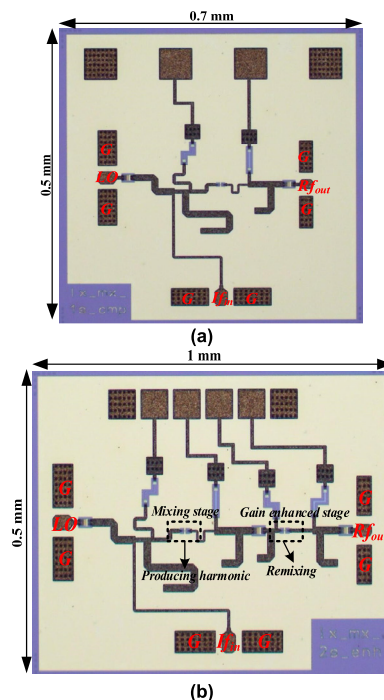 0.7 mm
0.5 mm
G
G
LO
Rfout
G
G
G
Ifin
G
(a)
1 mm
0.5 mm
G
G
Mixing stage
Gain enhanced stage
LO
Rfout
Producing harmonic
Remixing
G
G
G
Ifin
G
(b)